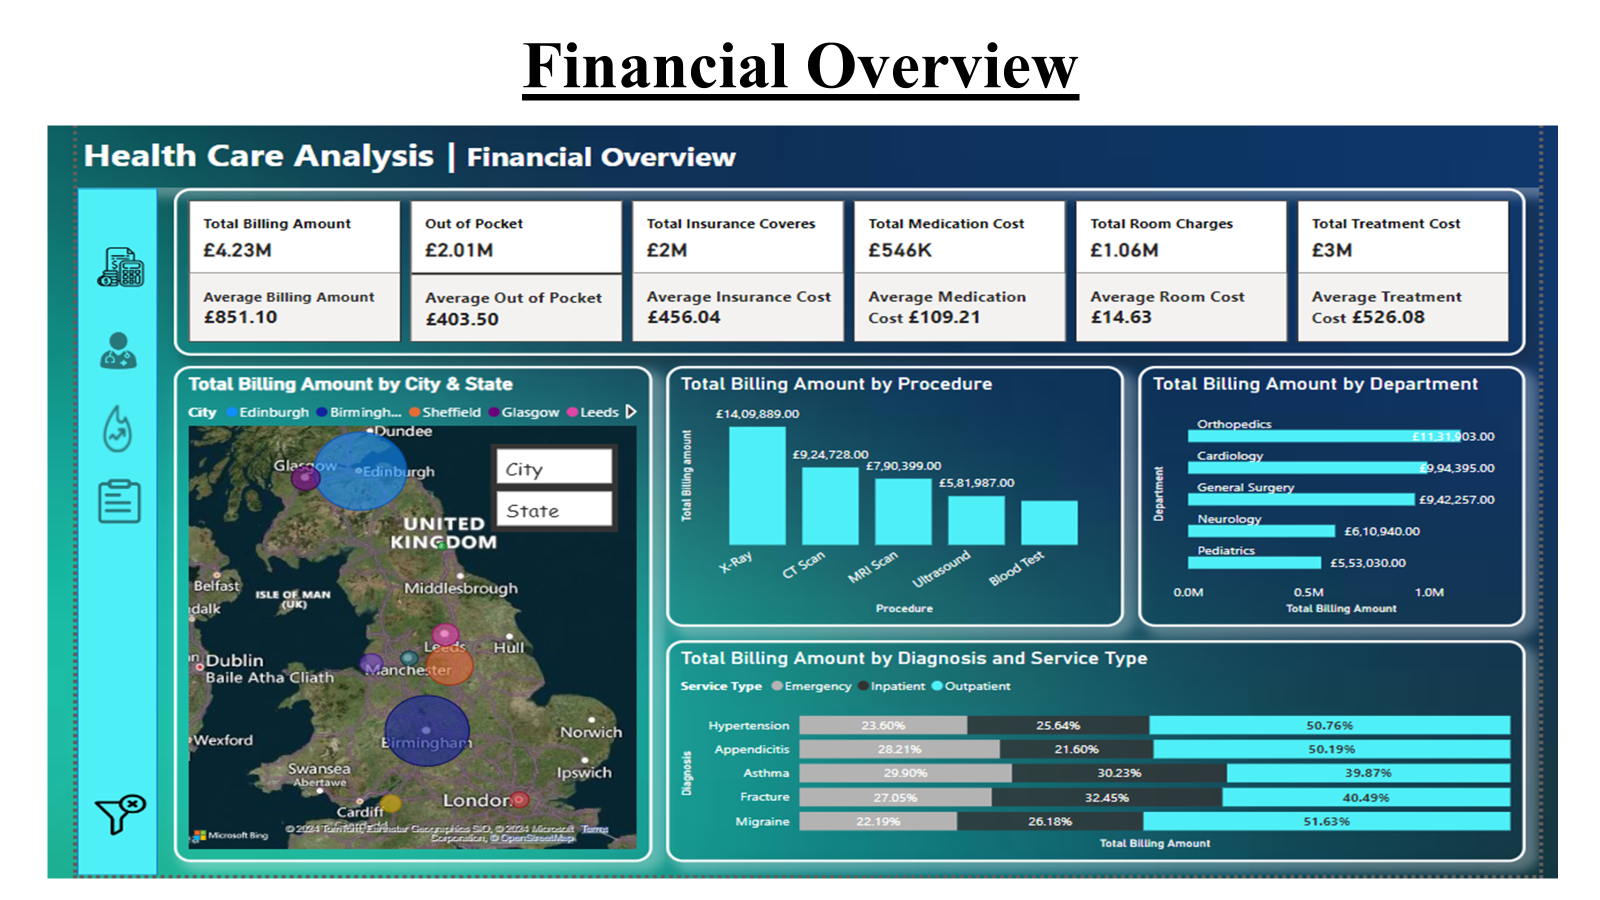 Financial Overview
Health Care Analysis | Financial Overview
Total Billing Amount
£4.23M
Average Billing Amount
£851.10
Out of Pocket
£2.01M
Average Out of Pocket
£403.50
Total Insurance Coveres
£2M
Average Insurance Cost
£456.04
Total Medication Cost
£546K
Average Medication
Cost £109.21
Total Room Charges
£1.06M
Average Room Cost
£14.63
Total Treatment Cost
£3M
Average Treatment
Cost £526.08
Total Billing Amount by City & State
City Edinburgh Birmingh... Sheffield Glasgow Leeds
Dundee
Glasgow
Edinburgh
City
State
UNITED
KINGDOM
Belfast
ISLE OF MAN
(UK)
Middlesbrough
dalk
Leeds
Hull
Dublin
Baile Atha Cliath
Manchester
Wexford
Birmingham
Norwich
Swansea
Abertawe
Ipswich
Cardiff
London
Microsoft Bing
© 2024 TomTom, Earthstar Geographics SIO, © 2024 Microsoft Terms
Corporation, © OpenStreetMap
Total Billing Amount by Procedure
Total Billing amount
£14,09,889.00
£9,24,728.00
£7,90,399.00
£5,81,987.00
X-Ray
CT Scan
MRI Scan
Ultrasound
Blood Test
Procedure
Total Billing Amount by Department
Department
Orthopedics
£11,31,903.00
Cardiology
£9,94,395.00
General Surgery
£9,42,257.00
Neurology
£6,10,940.00
Pediatrics
£5,53,030.00
0.0M 0.5M 1.0M
Total Billing Amount
Total Billing Amount by Diagnosis and Service Type
Service Type Emergency Inpatient Outpatient
Diagnosis
Hypertension 23.60% 25.64% 50.76%
Appendicitis 28.21% 21.60% 50.19%
Asthma 29.90% 30.23% 39.87%
Fracture 27.05% 32.45% 40.49%
Migraine 22.19% 26.18% 51.63%
Total Billing Amount